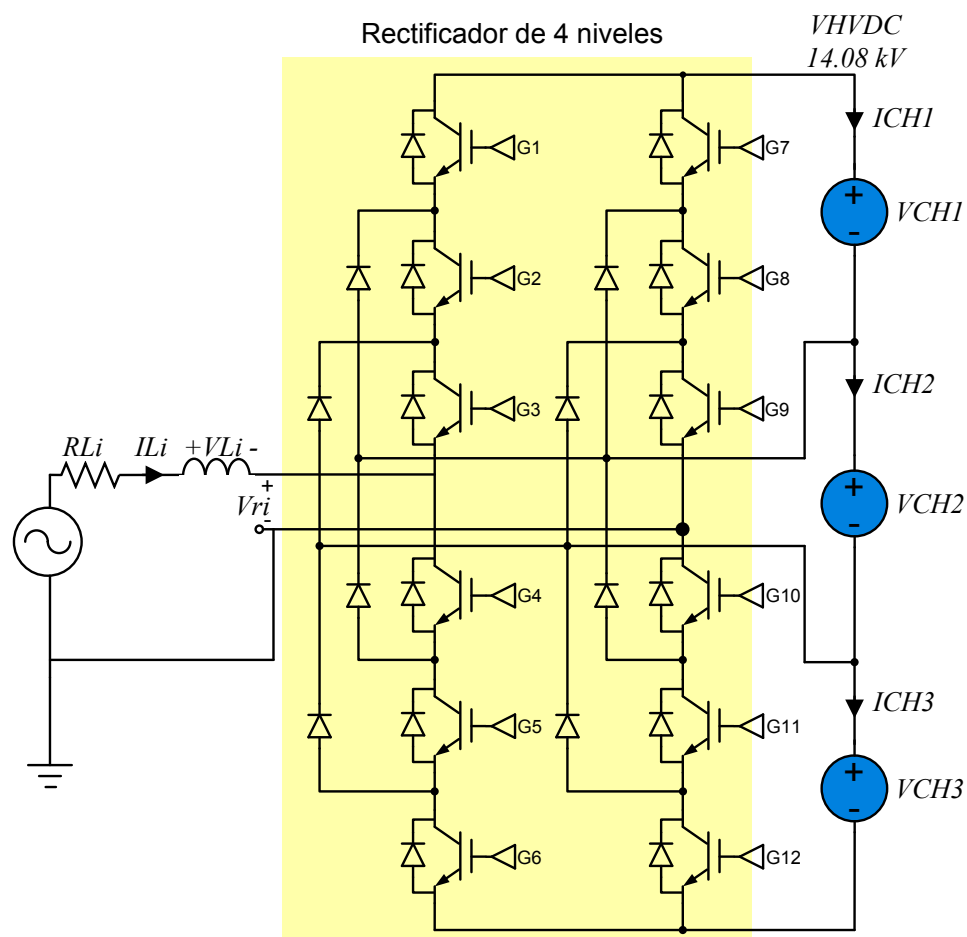 Rectificador de 4 niveles
VHVDC
14.08 kV
G1
G7
ICH1
+
-
VCH1
G2
G8
G3
G9
ICH2
RLi
ILi
+VLi -
+
Vri
-
+
-
VCH2
G4
G10
G5
G11
ICH3
+
-
VCH3
G6
G12